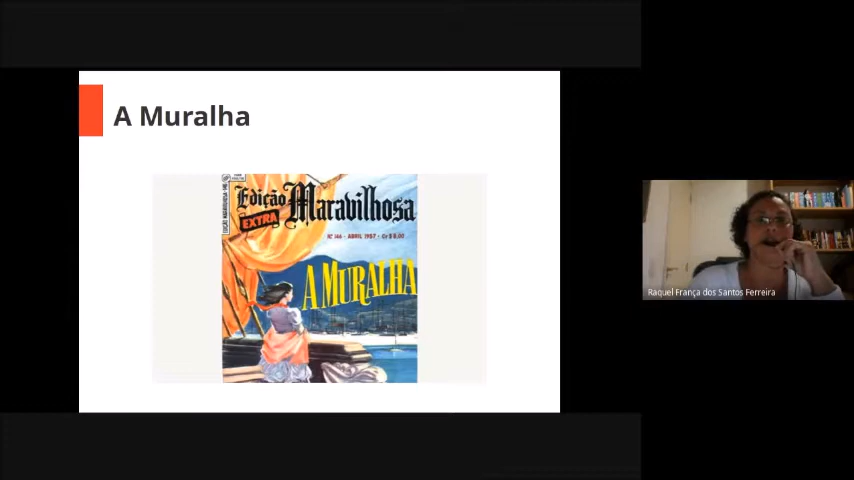 A Muralha
Edição Maravilhosa
EXTRA
Nº 146 - ABRIL 1957 - Cr$ 8,00
A MURALHA
Raquel França dos Santos Ferreira